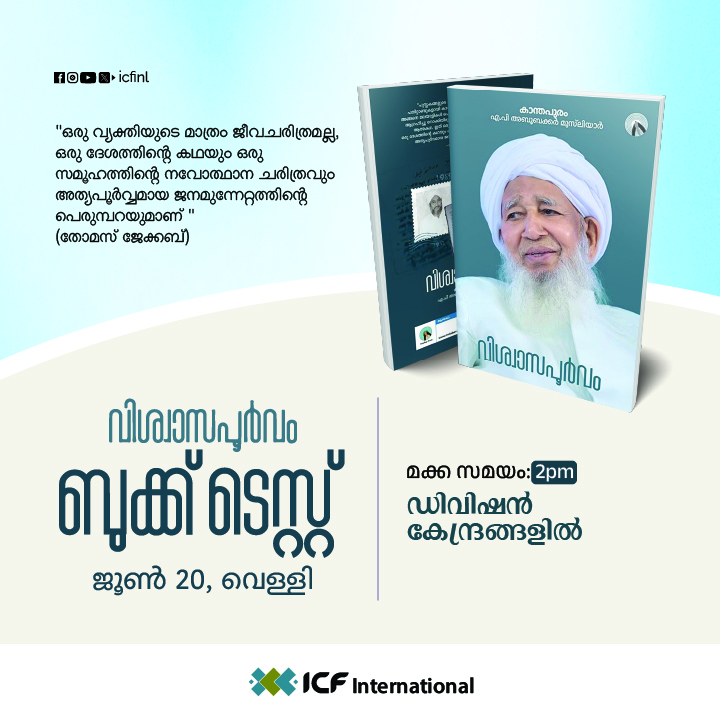 icfinl
"ഒരു വ്യക്തിയുടെ മാത്രം ജീവചരിത്രമല്ല,
ഒരു ദേശത്തിന്റെ കഥയും ഒരു
സമൂഹത്തിന്റെ നവോത്ഥാന ചരിത്രവും
അത്യപൂർവ്വമായ ജനമുന്നേറ്റത്തിന്റെ
പെരുമ്പറയുമാണ് "
(തോമസ് ജേക്കബ്)
കാന്തപുരം
എ.പി അബൂബക്കർ മുസ്‌ലിയാർ
വിശ്വാസപൂർവം
വിശ്വാസപൂർവം
ബുക്ക് ടെസ്റ്റ്
ജൂൺ 20, വെള്ളി
മക്ക സമയം: 2pm
ഡിവിഷൻ
കേന്ദ്രങ്ങളിൽ
ICF International